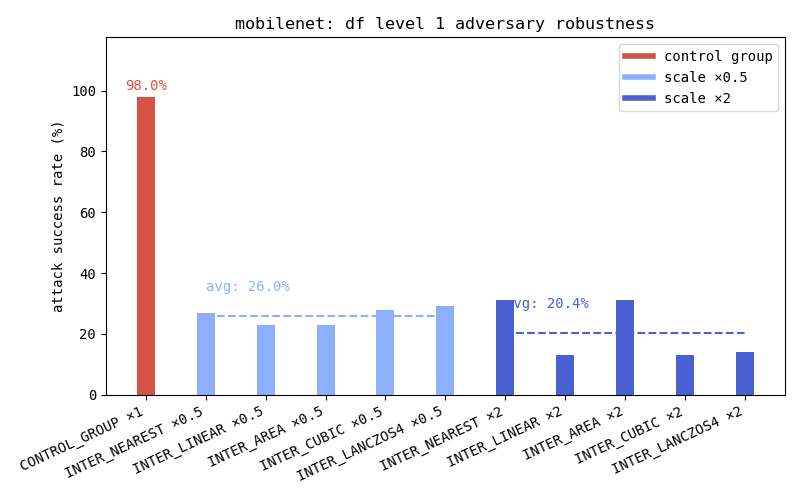 mobilenet: df level 1 adversary robustness
control group
scale ×0.5
scale ×2
98.0%
avg: 26.0%
vg: 20.4%
attack success rate (%)
100
80
60
40
20
0
CONTROL_GROUP ×1
INTER_NEAREST ×0.5
INTER_LINEAR ×0.5
INTER_AREA ×0.5
INTER_CUBIC ×0.5
INTER_LANCZOS4 ×0.5
INTER_NEAREST ×2
INTER_LINEAR ×2
INTER_AREA ×2
INTER_CUBIC ×2
INTER_LANCZOS4 ×2